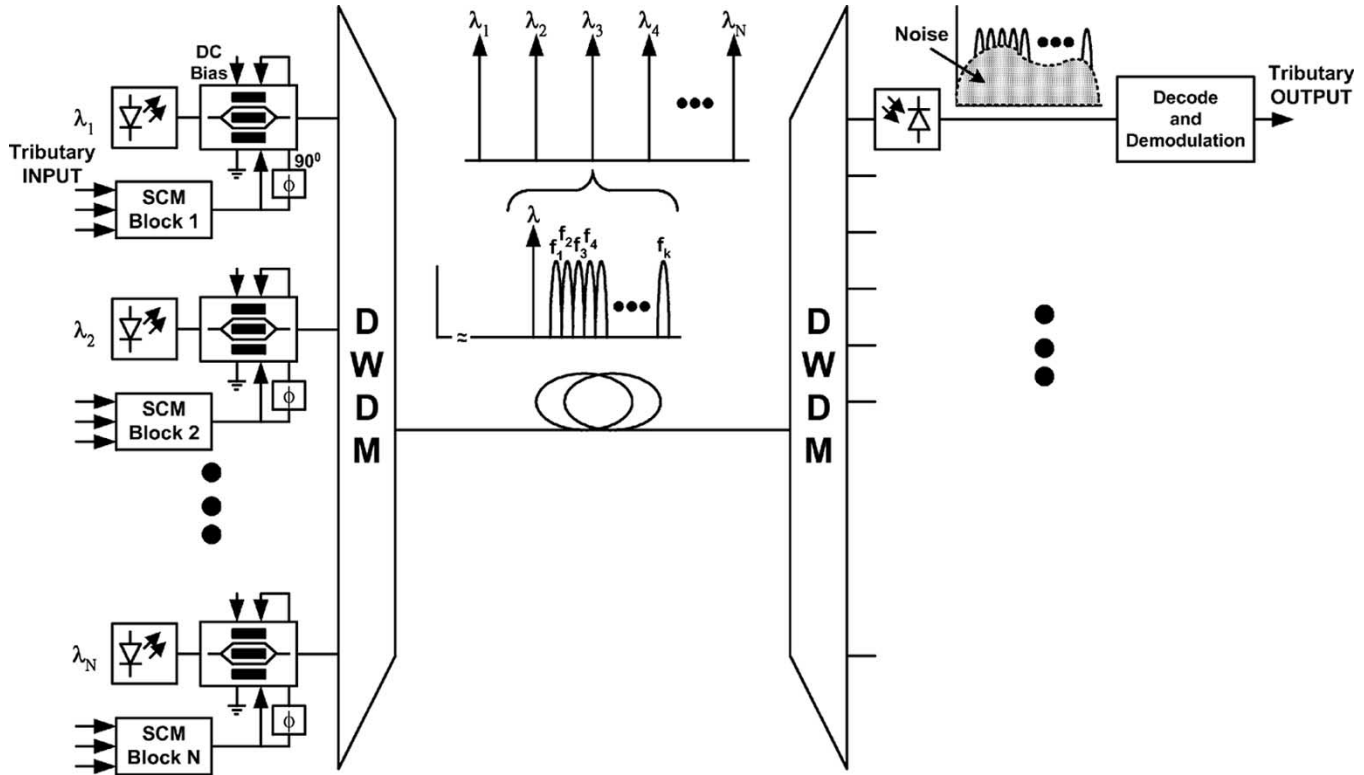 λ1
λ2
λ3
λ4
λN
DC
Bias
Noise
Tributary
OUTPUT
Decode
and
Demodulation
λ1
Tributary
INPUT
90⁰
ϕ
SCM
Block 1
λ
f1
f2
f3
f4
fk
≈
λ2
ϕ
SCM
Block 2
D
W
D
M
D
W
D
M
λN
ϕ
SCM
Block N